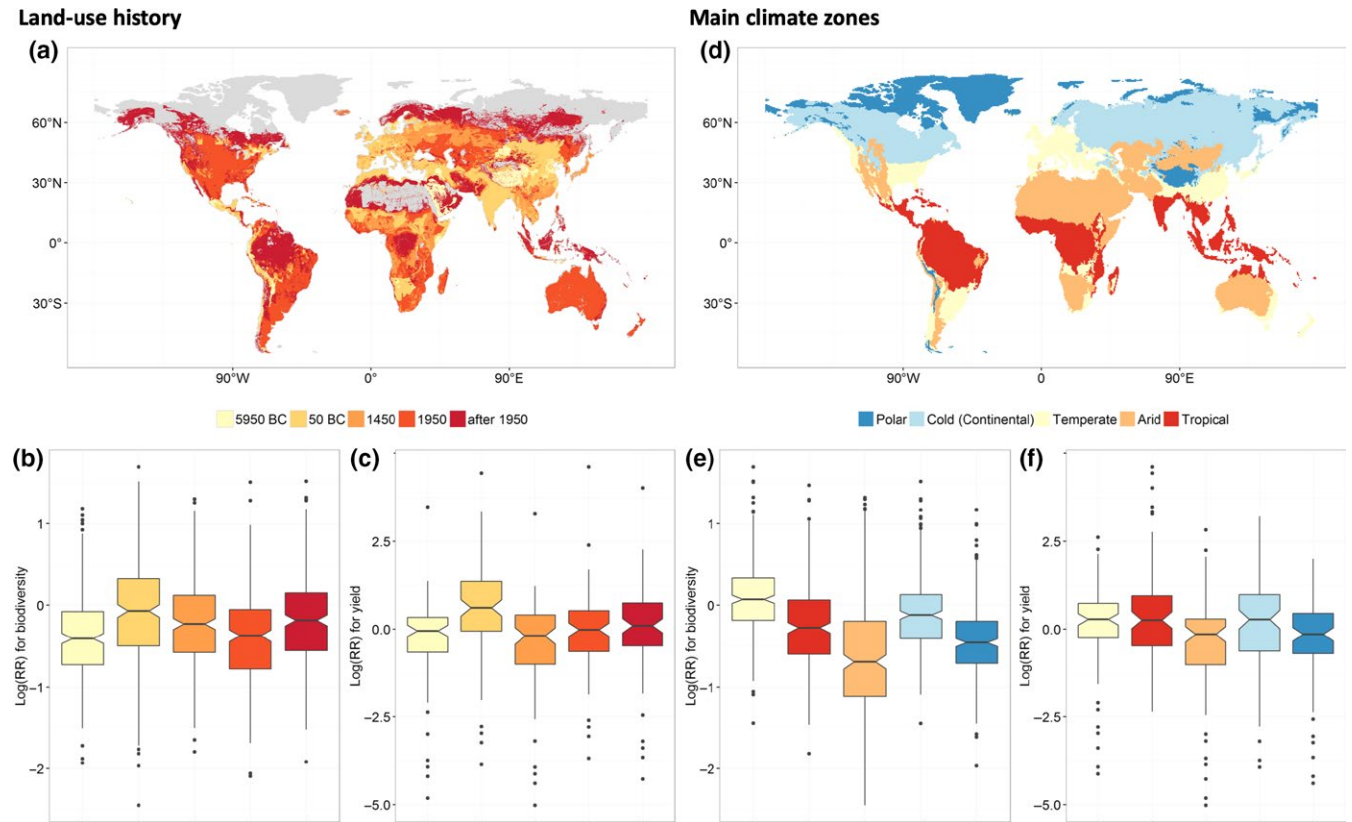 Land-use history
Main climate zones
(a)
60°N
30°N
0°
30°S
90°W 0° 90°E
5950 BC 50 BC 1450 1950 after 1950
(d)
60°N
30°N
0°
30°S
90°W 0 90°E
Polar Cold (Continental) Temperate Arid Tropical
(b)
Log(RR) for biodiversity
1
0
−1
−2
(c)
Log(RR) for yield
2.5
0.0
−2.5
−5.0
(e)
Log(RR) for biodiversity
1
0
−1
−2
(f)
Log(RR) for yield
2.5
0.0
−2.5
−5.0